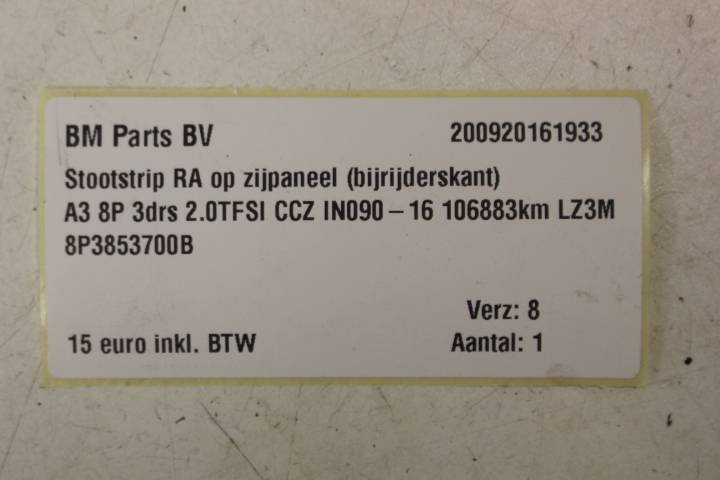 BM Parts BV 200920161933
Stootstrip RA op zijpaneel (bijrijderskant)
A3 8P 3drs 2.0TFSI CCZ IN090 – 16 106883km LZ3M
8P3853700B
Verz: 8
15 euro inkl. BTW Aantal: 1